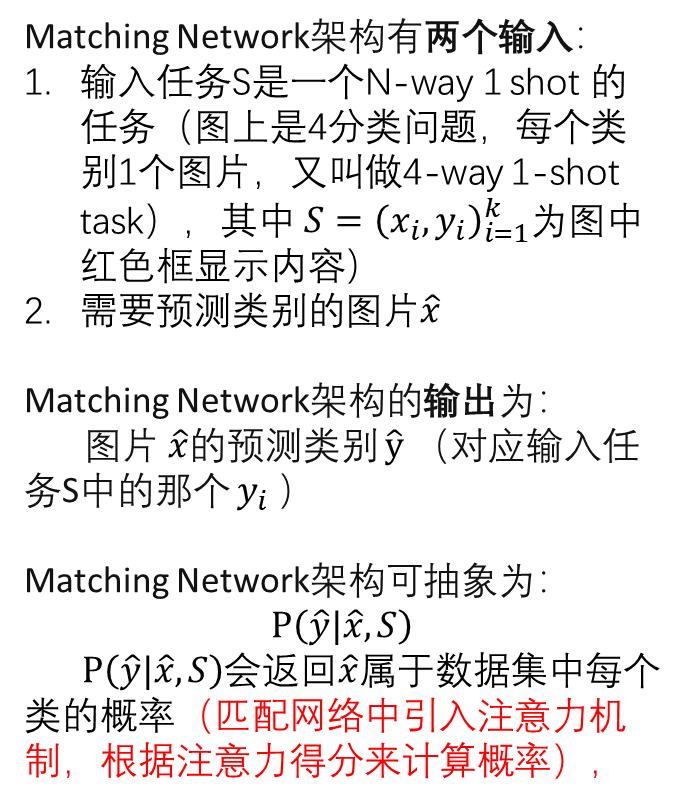 Matching Network架构有两个输入：
1. 输入任务S是一个N-way 1 shot 的
任务（图上是4分类问题，每个类
别1个图片，又叫做4-way 1-shot
task），其中 $S = (x_i, y_i)_{i=1}^{k}$为图中
红色框显示内容）
2. 需要预测类别的图片$\hat{x}$
Matching Network架构的输出为：
图片 $\hat{x}$的预测类别$\hat{y}$ （对应输入任
务S中的那个 $y_i$ ）
Matching Network架构可抽象为：
$P(\hat{y}|\hat{x}, S)$
$P(\hat{y}|\hat{x}, S)$会返回$\hat{x}$属于数据集中每个
类的概率（匹配网络中引入注意力机
制，根据注意力得分来计算概率），